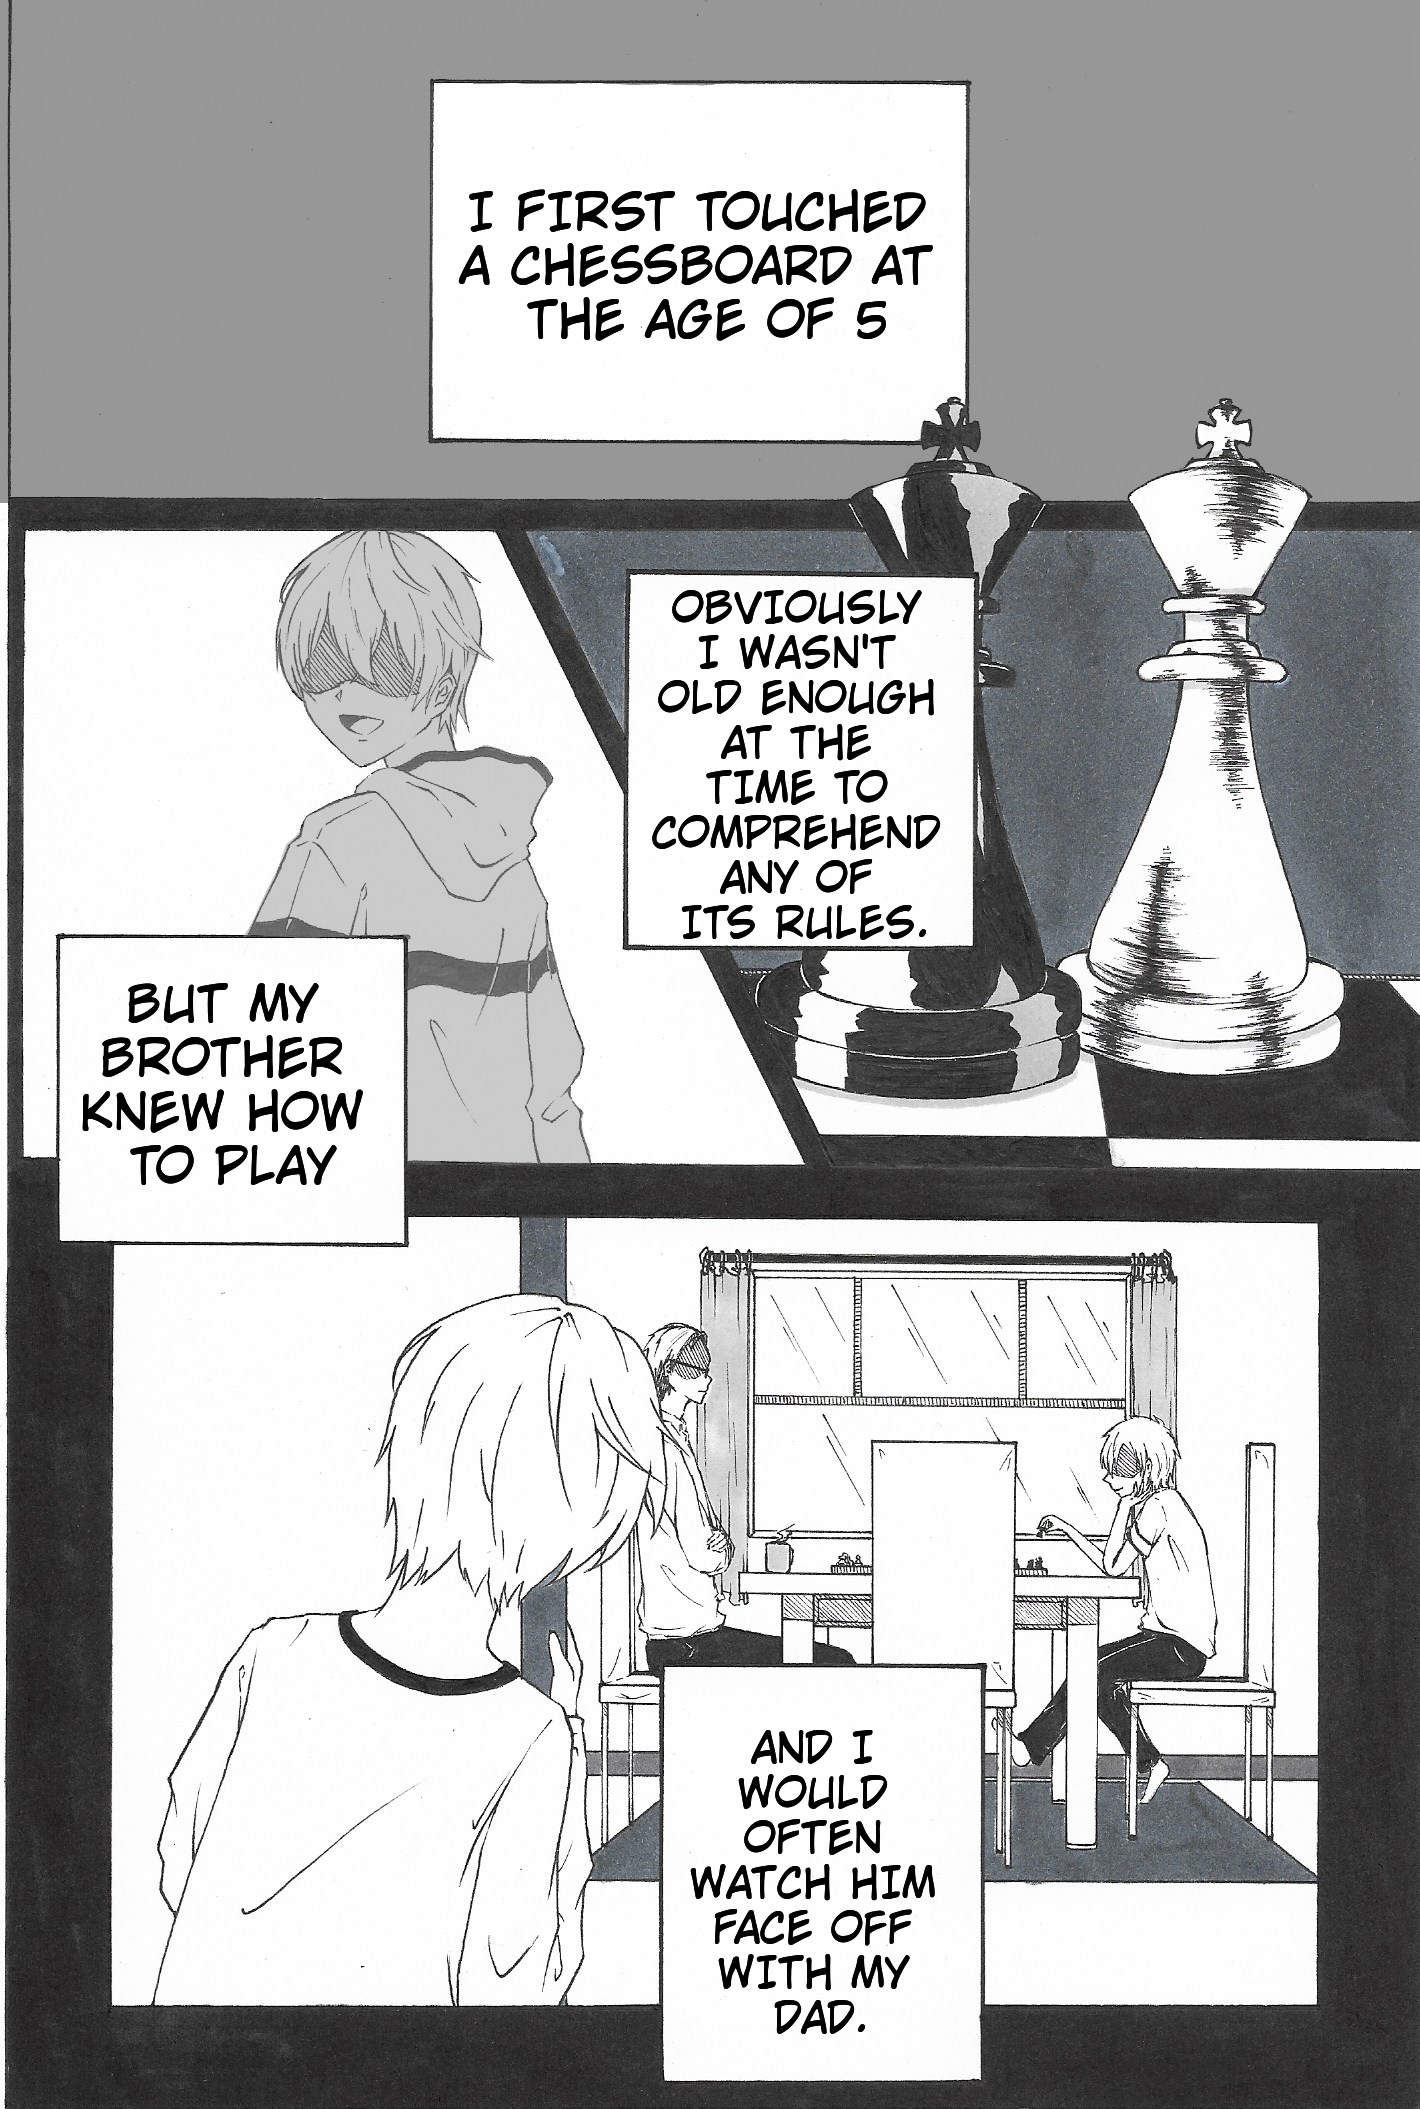 I FIRST TOUCHED
A CHESSBOARD AT
THE AGE OF 5
OBVIOUSLY
I WASN'T
OLD ENOUGH
AT THE
TIME TO
COMPREHEND
ANY OF
ITS RULES.
BUT MY
BROTHER
KNEW HOW
TO PLAY
AND I
WOULD
OFTEN
WATCH HIM
FACE OFF
WITH MY
DAD.